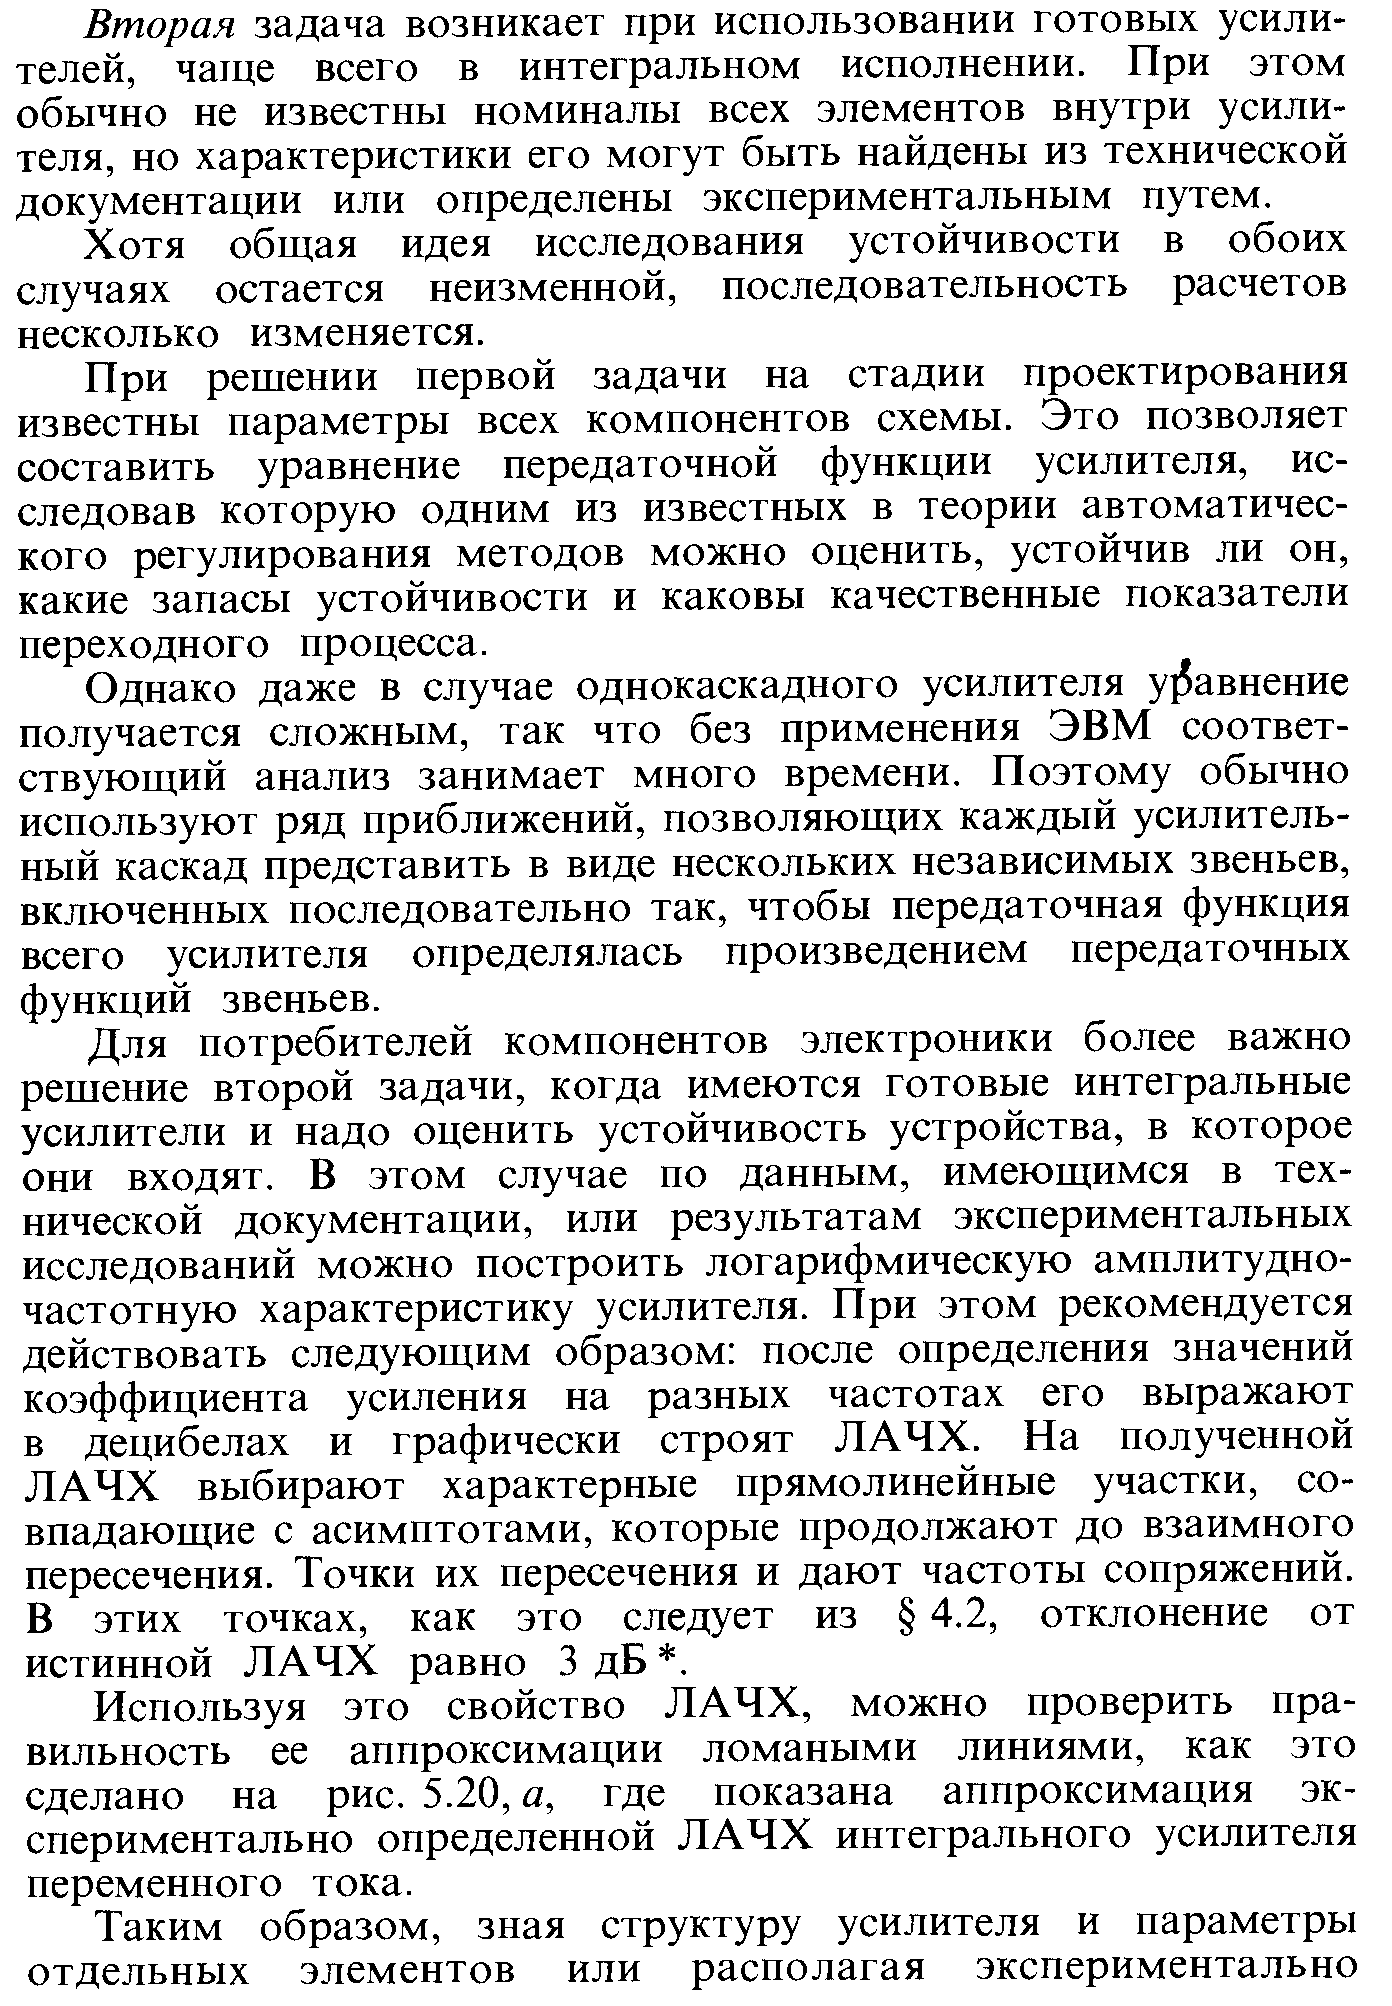 Вторая задача возникает при использовании готовых усили-
телей, чаще всего в интегральном исполнении. При этом
обычно не известны номиналы всех элементов внутри усили-
теля, но характеристики его могут быть найдены из технической
документации или определены экспериментальным путем.
Хотя общая идея исследования устойчивости в обоих
случаях остается неизменной, последовательность расчетов
несколько изменяется.
При решении первой задачи на стадии проектирования
известны параметры всех компонентов схемы. Это позволяет
составить уравнение передаточной функции усилителя, ис-
следовав которую одним из известных в теории автоматичес-
кого регулирования методов можно оценить, устойчив ли он,
какие запасы устойчивости и каковы качественные показатели
переходного процесса.
Однако даже в случае однокаскадного усилителя уравнение
получается сложным, так что без применения ЭВМ соответ-
ствующий анализ занимает много времени. Поэтому обычно
используют ряд приближений, позволяющих каждый усилитель-
ный каскад представить в виде нескольких независимых звеньев,
включенных последовательно так, чтобы передаточная функция
всего усилителя определялась произведением передаточных
функций звеньев.
Для потребителей компонентов электроники более важно
решение второй задачи, когда имеются готовые интегральные
усилители и надо оценить устойчивость устройства, в которое
они входят. В этом случае по данным, имеющимся в тех-
нической документации, или результатам экспериментальных
исследований можно построить логарифмическую амплитудно-
частотную характеристику усилителя. При этом рекомендуется
действовать следующим образом: после определения значений
коэффициента усиления на разных частотах его выражают
в децибелах и графически строят ЛАЧХ. На полученной
ЛАЧХ выбирают характерные прямолинейные участки, со-
впадающие с асимптотами, которые продолжают до взаимного
пересечения. Точки их пересечения и дают частоты сопряжений.
В этих точках, как это следует из § 4.2, отклонение от
истинной ЛАЧХ равно 3 дБ *.
Используя это свойство ЛАЧХ, можно проверить пра-
вильность ее аппроксимации ломаными линиями, как это
сделано на рис. 5.20, а, где показана аппроксимация эк-
спериментально определенной ЛАЧХ интегрального усилителя
переменного тока.
Таким образом, зная структуру усилителя и параметры
отдельных элементов или располагая экспериментально